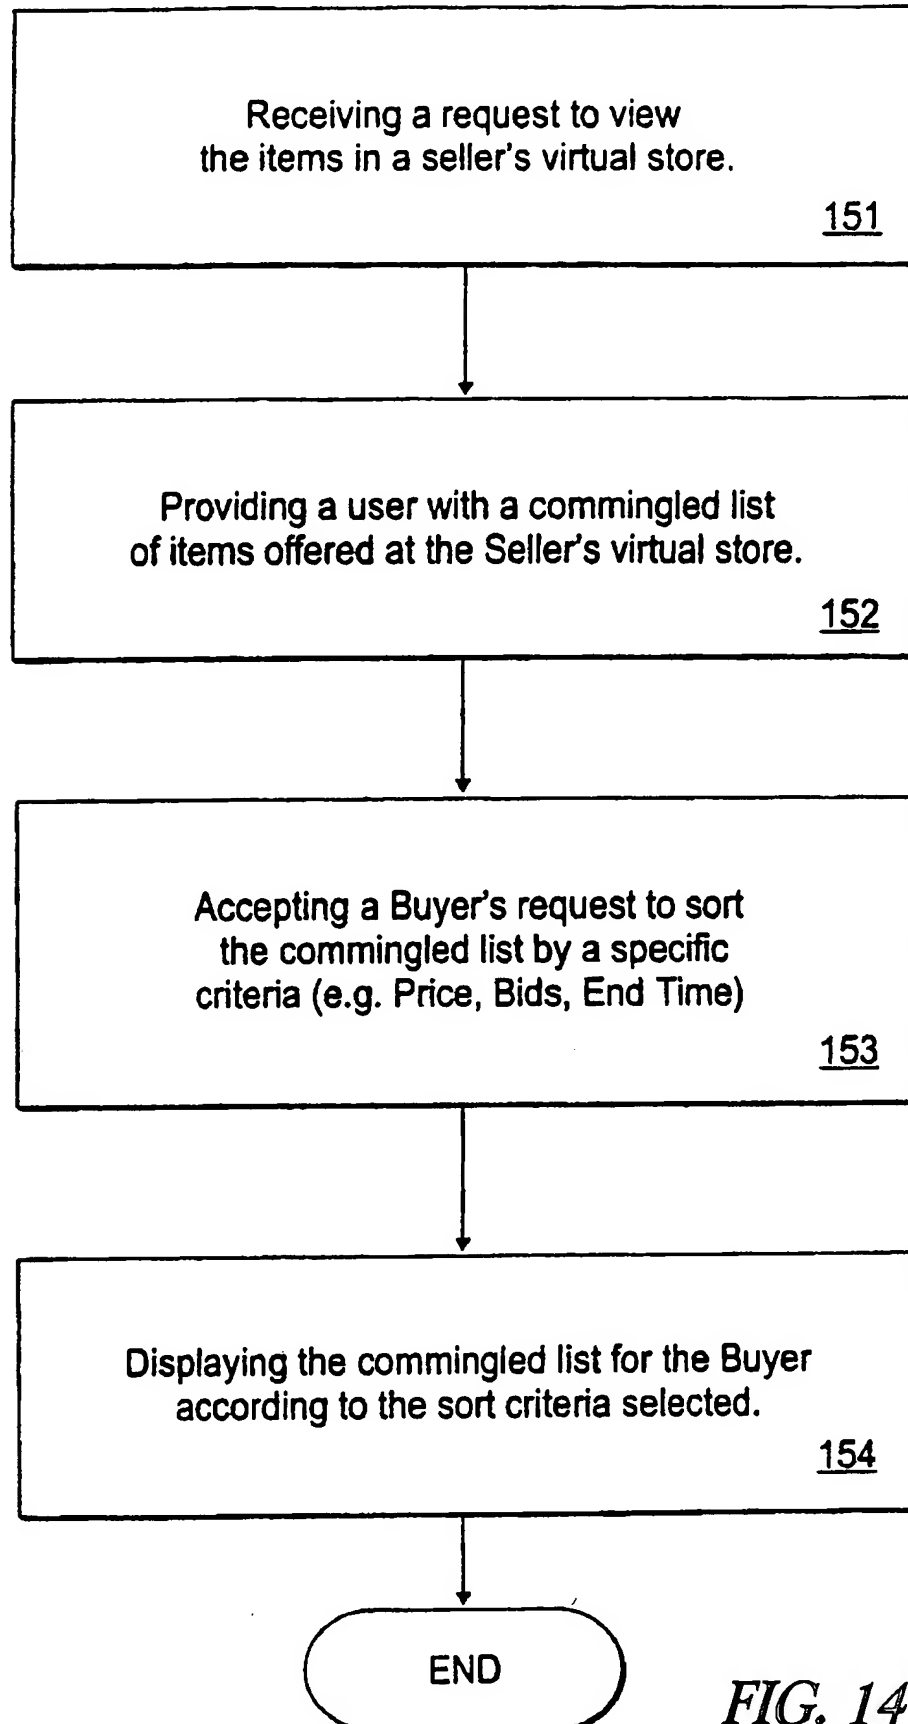 Receiving a request to view
the items in a seller's virtual store.
151
Providing a user with a commingled list
of items offered at the Seller's virtual store.
152
Accepting a Buyer's request to sort
the commingled list by a specific
criteria (e.g. Price, Bids, End Time)
153
Displaying the commingled list for the Buyer
according to the sort criteria selected.
154
END
FIG. 14